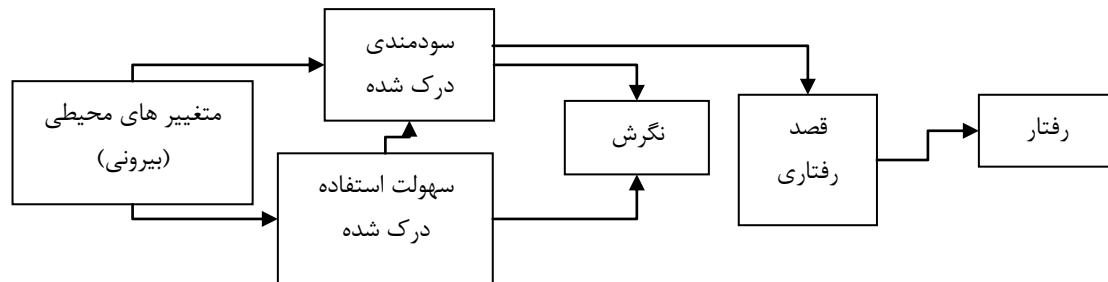 متغییر های محیطی
(بیرونی)
سودمندی
درک شده
سهولت استفاده
درک شده
نگرش
قصد
رفتاری
رفتار